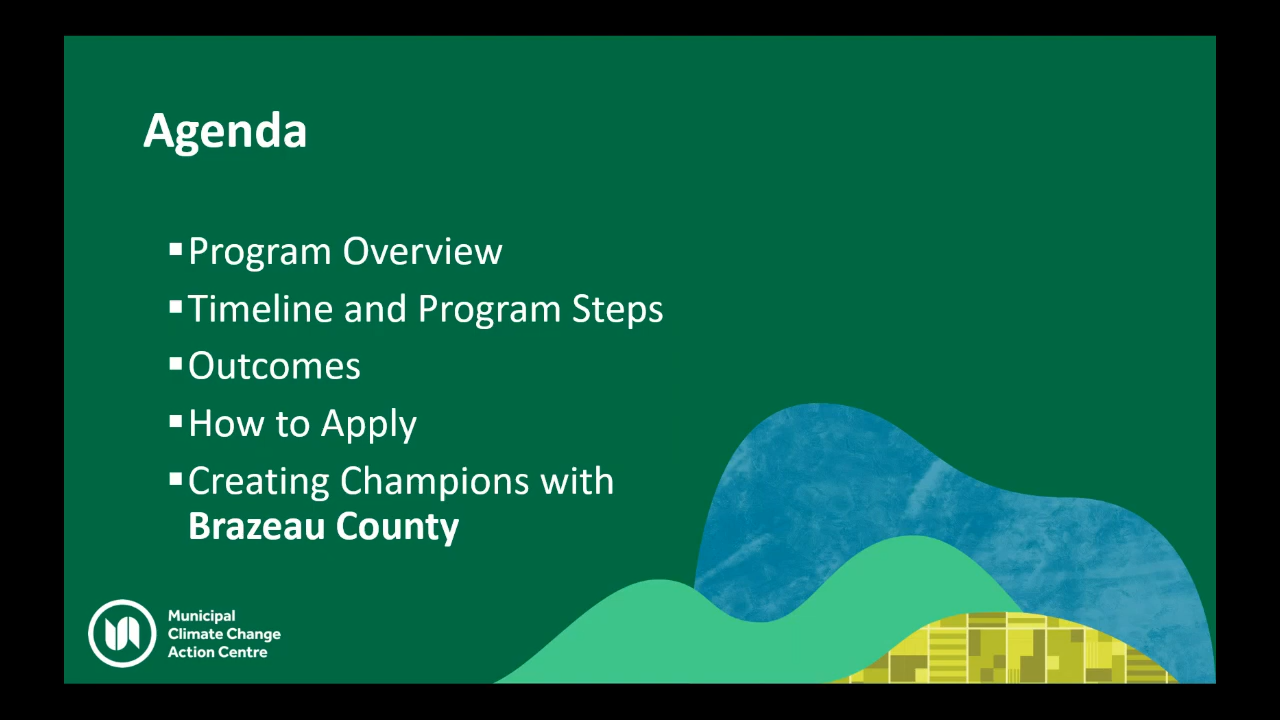 Agenda
▪Program Overview
▪Timeline and Program Steps
▪Outcomes
▪How to Apply
▪Creating Champions with
Brazeau County
Municipal
Climate Change
Action Centre